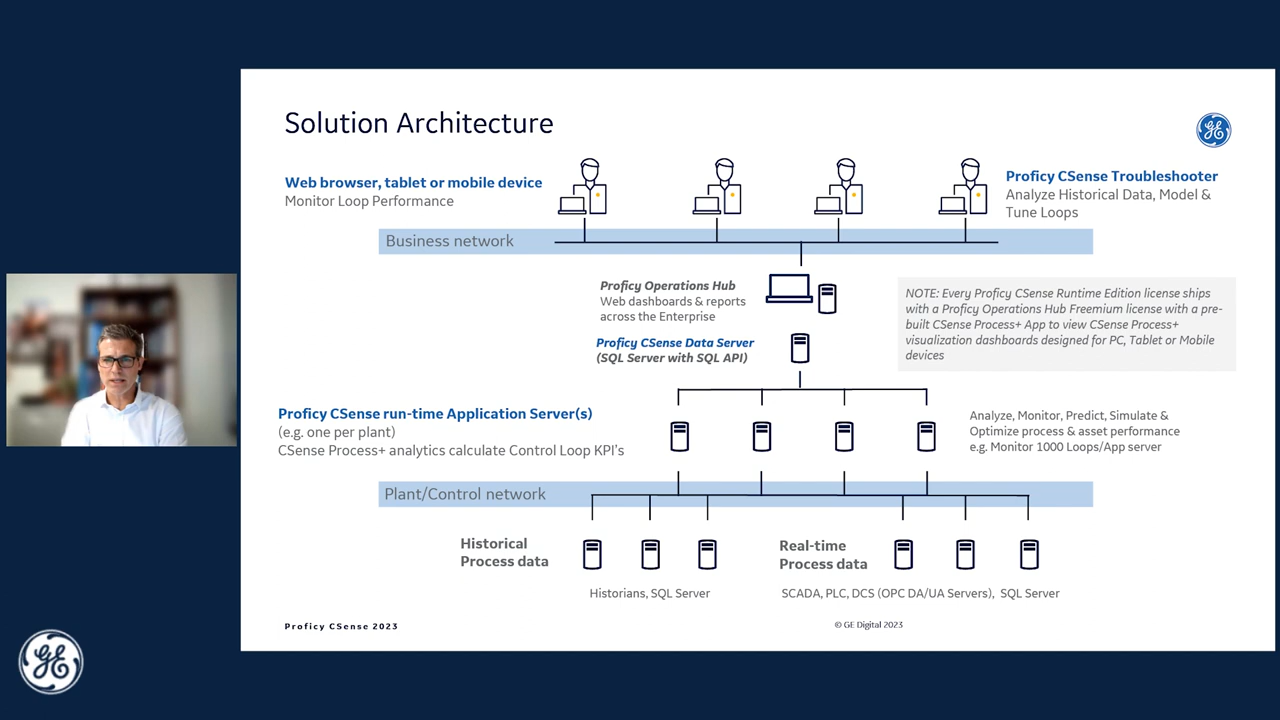 Solution Architecture
GE
Web browser, tablet or mobile device
Monitor Loop Performance
Proficy CSense Troubleshooter
Analyze Historical Data, Model &
Tune Loops
Business network
Proficy Operations Hub
Web dashboards & reports
across the Enterprise
Proficy CSense Data Server
(SQL Server with SQL API)
NOTE: Every Proficy CSense Runtime Edition license ships
with a Proficy Operations Hub Freemium license with a pre-
built CSense Process+ App to view CSense Process+
visualization dashboards designed for PC, Tablet or Mobile
devices
Proficy CSense run-time Application Server(s)
(e.g. one per plant)
CSense Process+ analytics calculate Control Loop KPI's
Analyze, Monitor, Predict, Simulate &
Optimize process & asset performance
e.g. Monitor 1000 Loops/App server
Plant/Control network
Historical
Process data
Historians, SQL Server
Real-time
Process data
SCADA, PLC, DCS (OPC DA/UA Servers), SQL Server
Proficy CSense 2023
© GE Digital 2023
GE